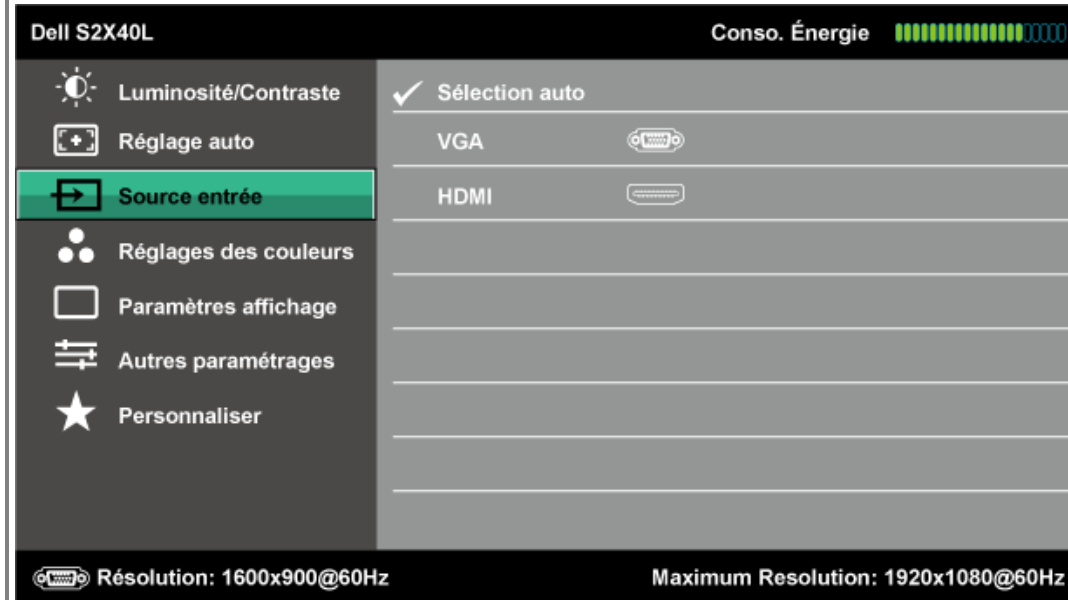 Dell S2X40L Conso. Énergie
Luminosité/Contraste Sélection auto
Réglage auto VGA
Source entrée HDMI
Réglages des couleurs
Paramètres affichage
Autres paramétrages
Personnaliser
Résolution: 1600x900@60Hz Maximum Resolution: 1920x1080@60Hz